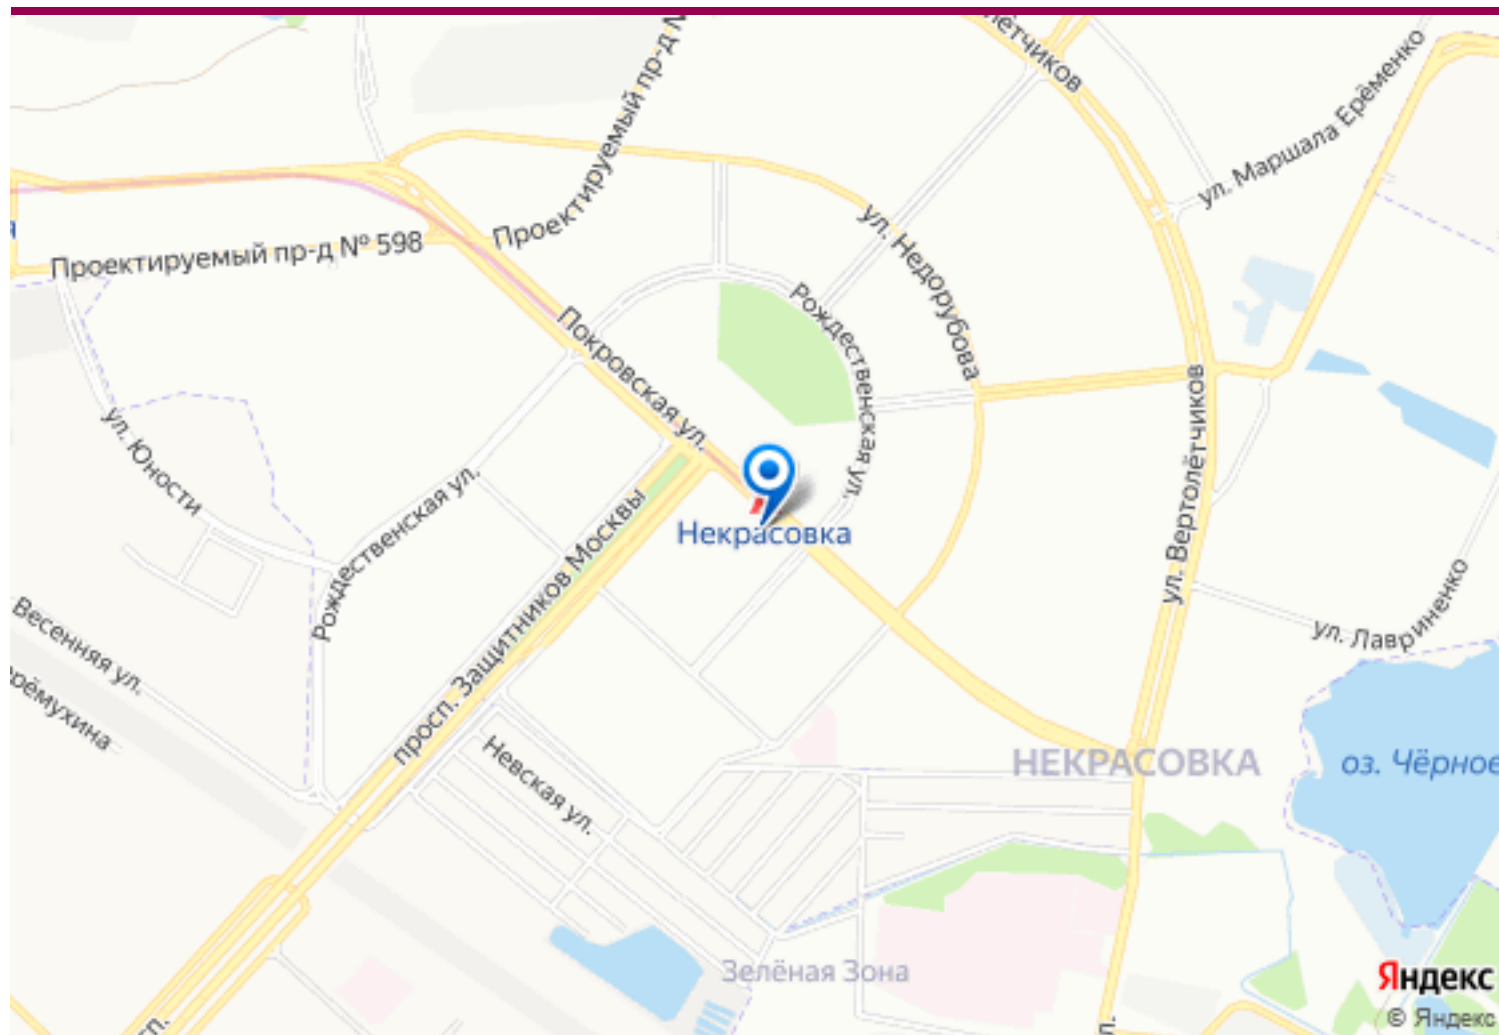 лётчиков
Проектируемый пр-д №
ул. Маршала Ерёменко
Проектируемый пр-д № 598
ул. Недорубова
Рождественская ул.
Покровская ул.
ул. Юности
Рождественская ул.
просп. Защитников Москвы
Некрасовка
ул. Вертолётчиков
ул. Лавриненко
Весенняя ул.
рёмухина
Невская ул.
НЕКРАСОВКА
оз. Чёрное
Зелёная Зона
Яндекс
© Яндекс